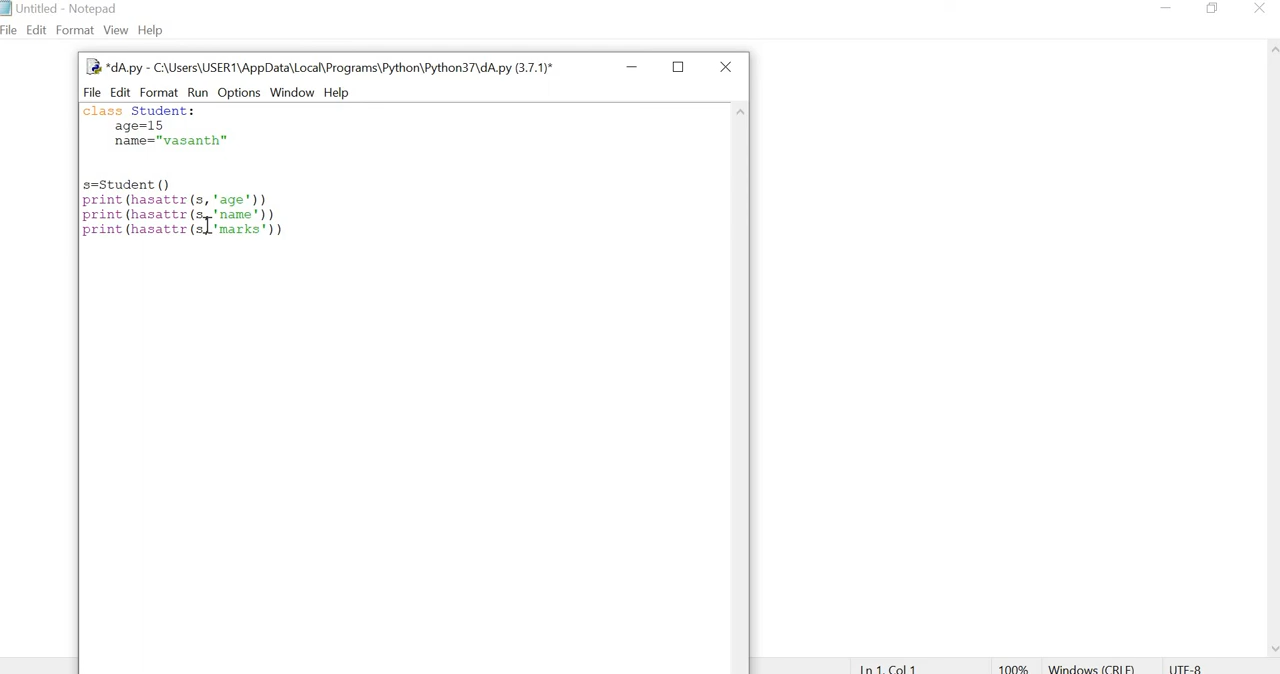 Untitled - Notepad
File Edit Format View Help
*dA.py - C:\Users\USER1\AppData\Local\Programs\Python\Python37\dA.py (3.7.1)*
File Edit Format Run Options Window Help
class Student:
    age=15
    name="vasanth"
s=Student()
print(hasattr(s,'age'))
print(hasattr(s,'name'))
print(hasattr(s,'marks'))
Ln 1, Col 1 100% Windows (CRLF) UTF-8